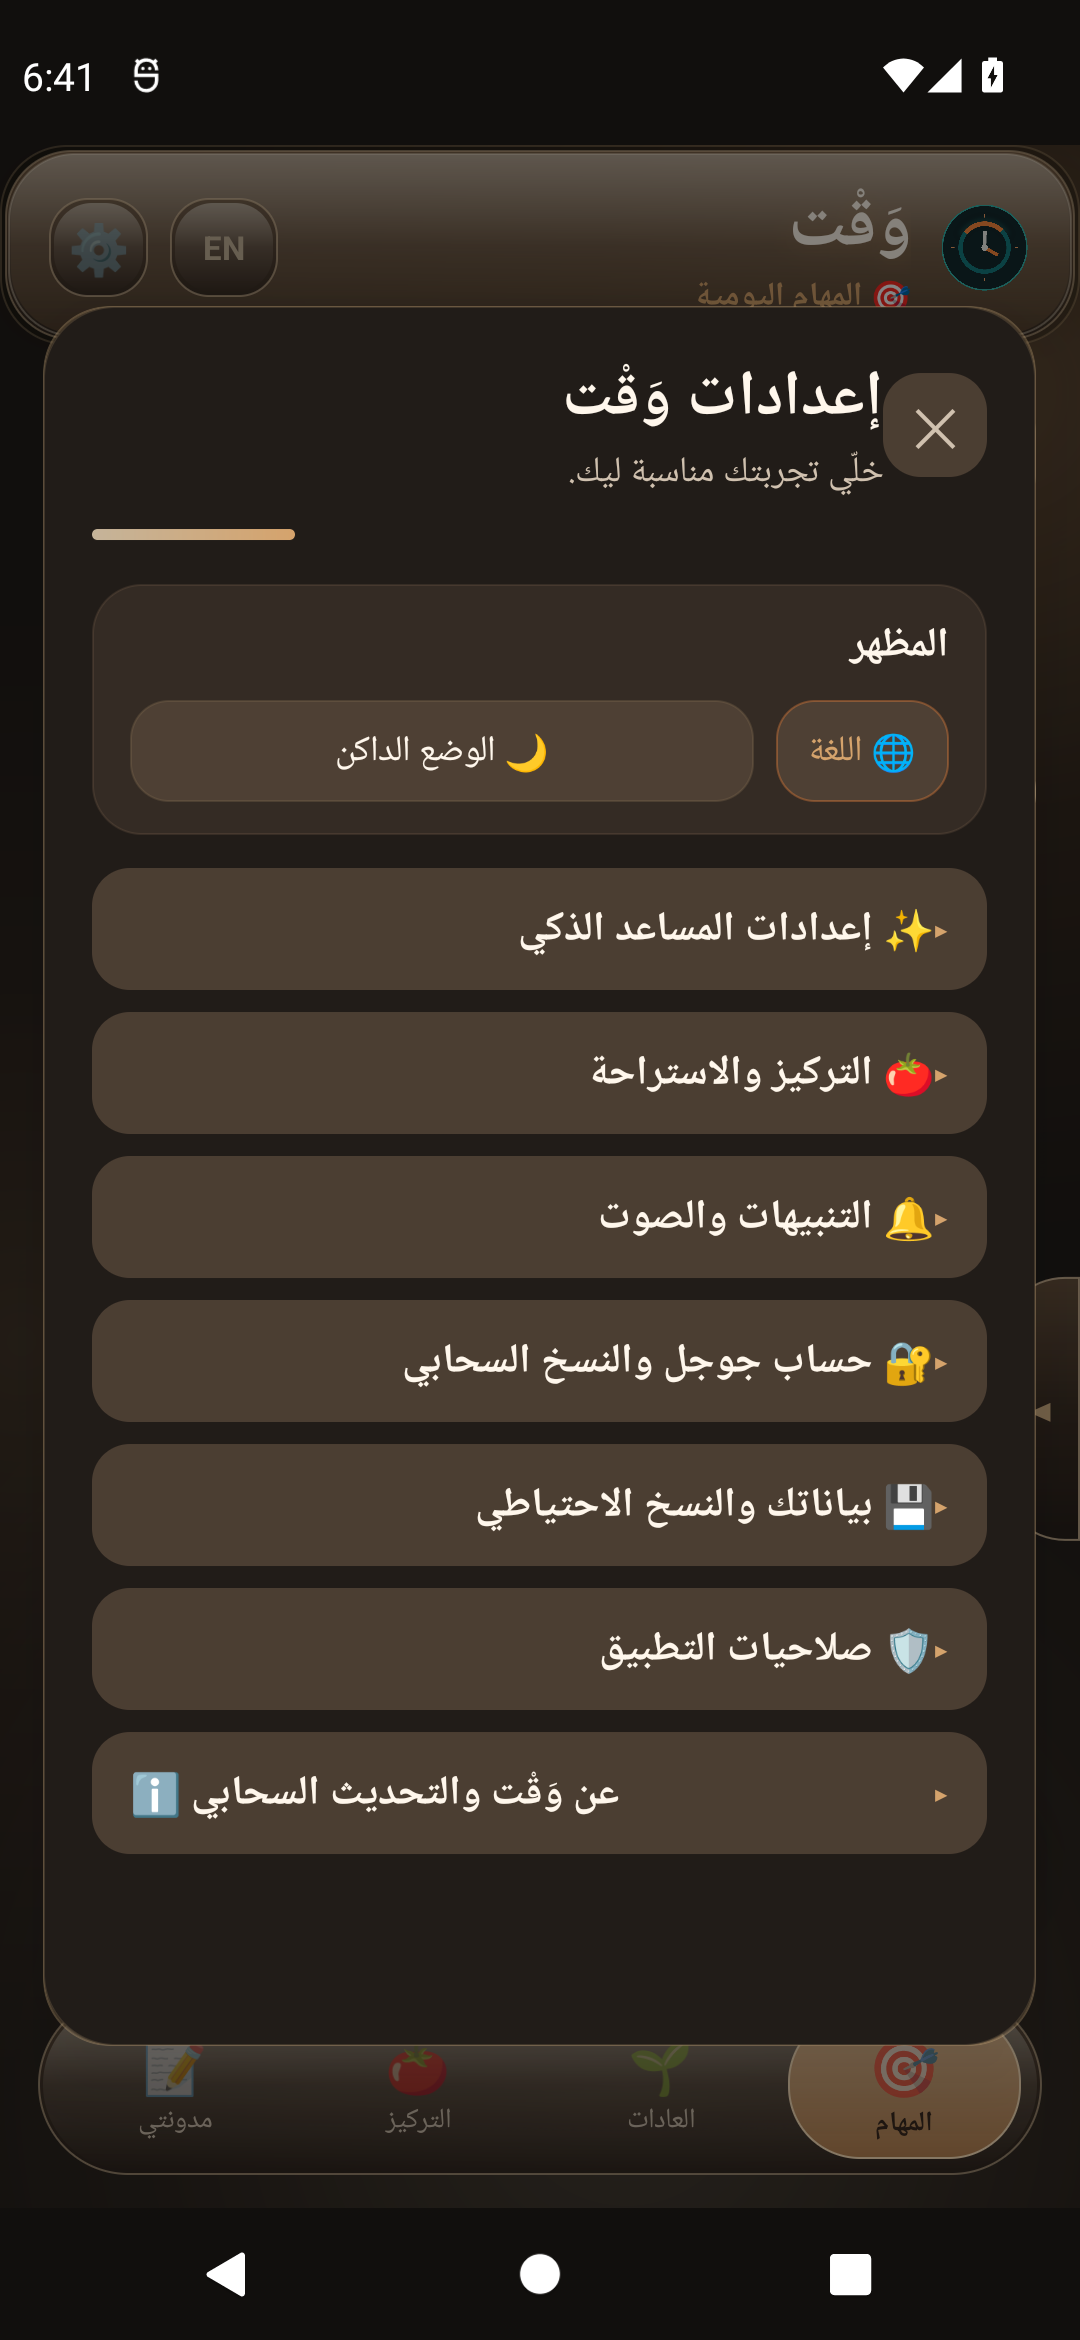 6:41
وَقْت
EN
🎯 المهام اليومية
إعدادات وَقْت
خلّي تجربتك مناسبة ليك.
المظهر
🌐 اللغة
🌙 الوضع الداكن
✨ إعدادات المساعد الذكي
🍅 التركيز والاستراحة
🔔 التنبيهات والصوت
🔐 حساب جوجل والنسخ السحابي
💾 بياناتك والنسخ الاحتياطي
🛡️ صلاحيات التطبيق
عن وَقْت والتحديث السحابي ℹ️
المهام
العادات
التركيز
مدونتي